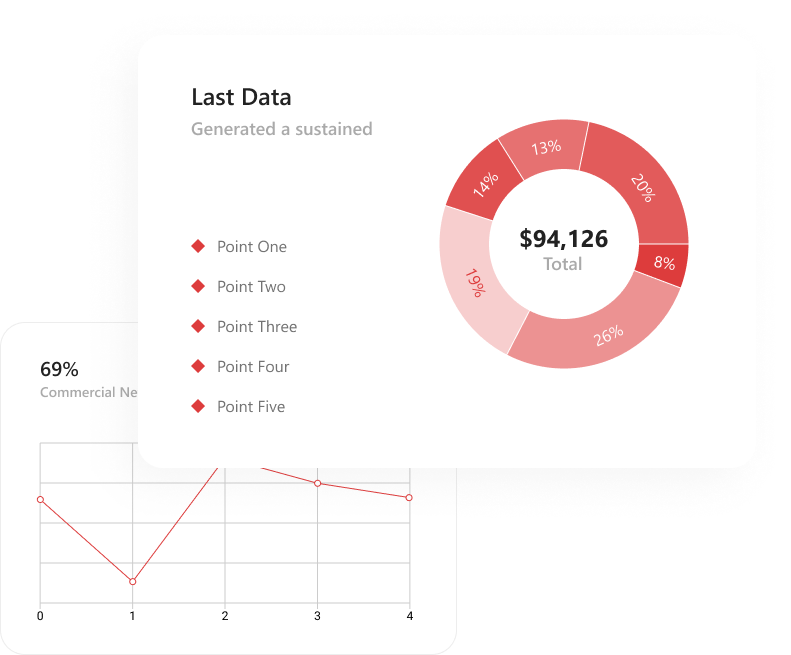 Last Data
Generated a sustained
Point One
Point Two
Point Three
Point Four
Point Five
13%
20%
14%
$94,126
Total
8%
19%
26%
69%
Commercial
0 1 2 3 4